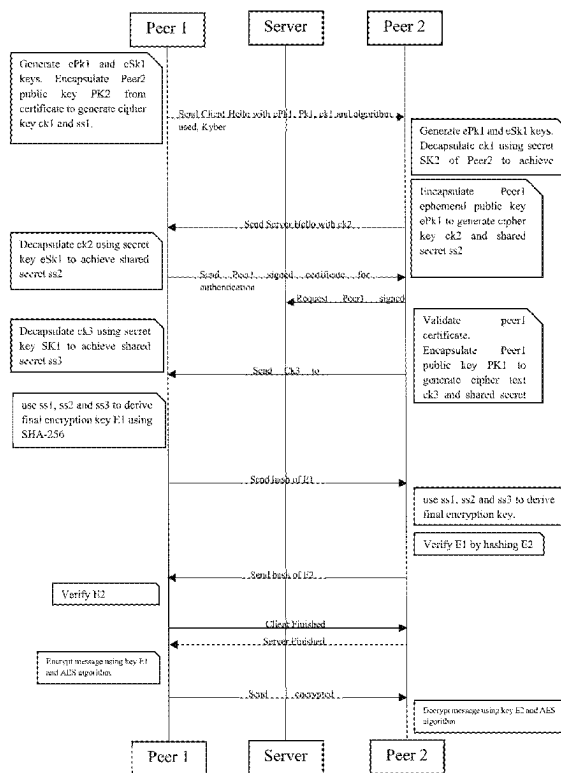 Peer 1 Server Peer 2
Generate ePk1 and eSk1
keys. Encapsulate Peer2
public key PK2 from
certificate to generate cipher
key ck1 and ss1.
Send Client Hello with ePk1, Pk1, ck1 and algorithm
used, Kyber
Generate ePk1 and eSk1 keys.
Decapsulate ck1 using secret
SK2 of Peer2 to achieve
Encapsulate Peer1
ephemeral public key
ePk1 to generate cipher
key ck2 and shared
secret ss2
Send Server Hello with ck2
Decapsulate ck2 using secret
key eSk1 to achieve shared
secret ss2
Send Peer1 signed certificate for
authentication
Request Peer1 signed
Validate peer1
certificate.
Encapsulate Peer1
public key PK1 to
generate cipher text
ck3 and shared secret
Decapsulate ck3 using secret
key SK1 to achieve shared
secret ss3
Send Ck3 to
use ss1, ss2 and ss3 to derive
final encryption key E1 using
SHA-256
Send hash of E1
use ss1, ss2 and ss3 to derive
final encryption key.
Verify E1 by hashing E2
Send hash of E2
Verify E2
Client Finished
Server Finished
Encrypt message using key E1
and AES algorithm
Send encrypted
Decrypt message using key E2 and AES
algorithm
Peer 1 Server Peer 2